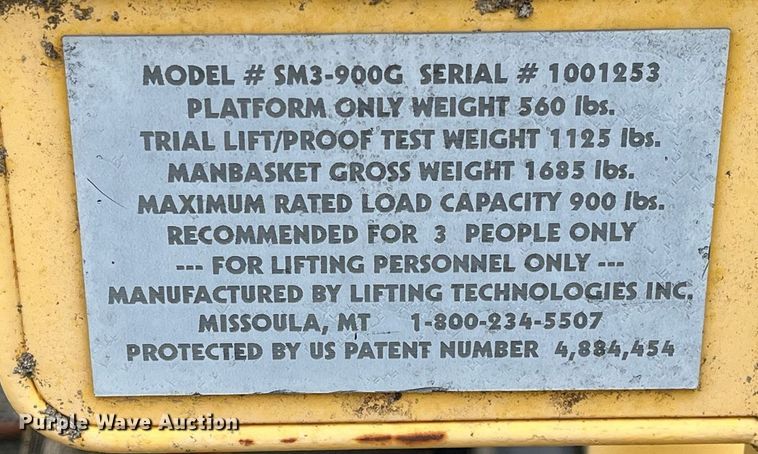 MODEL # SM3-900G SERIAL # 1001253
PLATFORM ONLY WEIGHT 560 lbs.
TRIAL LIFT/PROOF TEST WEIGHT 1125 lbs.
MANBASKET GROSS WEIGHT 1685 lbs.
MAXIMUM RATED LOAD CAPACITY 900 lbs.
RECOMMENDED FOR 3 PEOPLE ONLY
--- FOR LIFTING PERSONNEL ONLY ---
MANUFACTURED BY LIFTING TECHNOLOGIES INC.
MISSOULA, MT 1-800-234-5507
PROTECTED BY US PATENT NUMBER 4,884,454
Purple Wave Auction